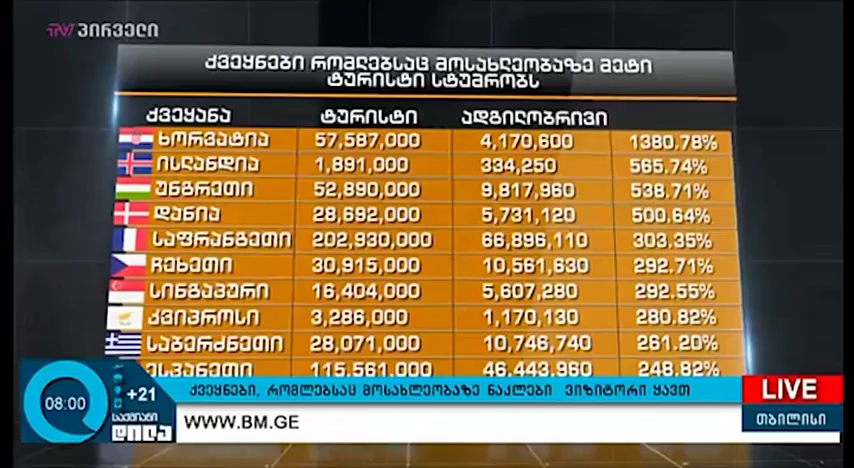 TV პირველი
ქვეყნები რომლებსაც მოსახლეობაზე მეტი
ტურისტი სტუმრობს
ქვეყანა ტურისტი ადგილობრივი
ხორვატია 57,587,000 4,170,600 1380.78%
ისლანდია 1,891,000 334,250 565.74%
უნგრეთი 52,890,000 9,817,960 538.71%
დანია 28,692,000 5,731,120 500.64%
საფრანგეთი 202,930,000 66,896,110 303.35%
ჩეხეთი 30,915,000 10,561,630 292.71%
სინგაპური 16,404,000 5,607,280 292.55%
კვიპროსი 3,286,000 1,170,130 280.82%
საბერძნეთი 28,071,000 10,746,740 261.20%
ესპანეთი 115,561,000 46,443,960 248.82%
ქვეყნები, რომლებსაც მოსახლეობაზე ნაკლები ვიზიტორი ყავთ
LIVE
08:00 +21
საქმიანი
დილა
WWW.BM.GE
თბილისი